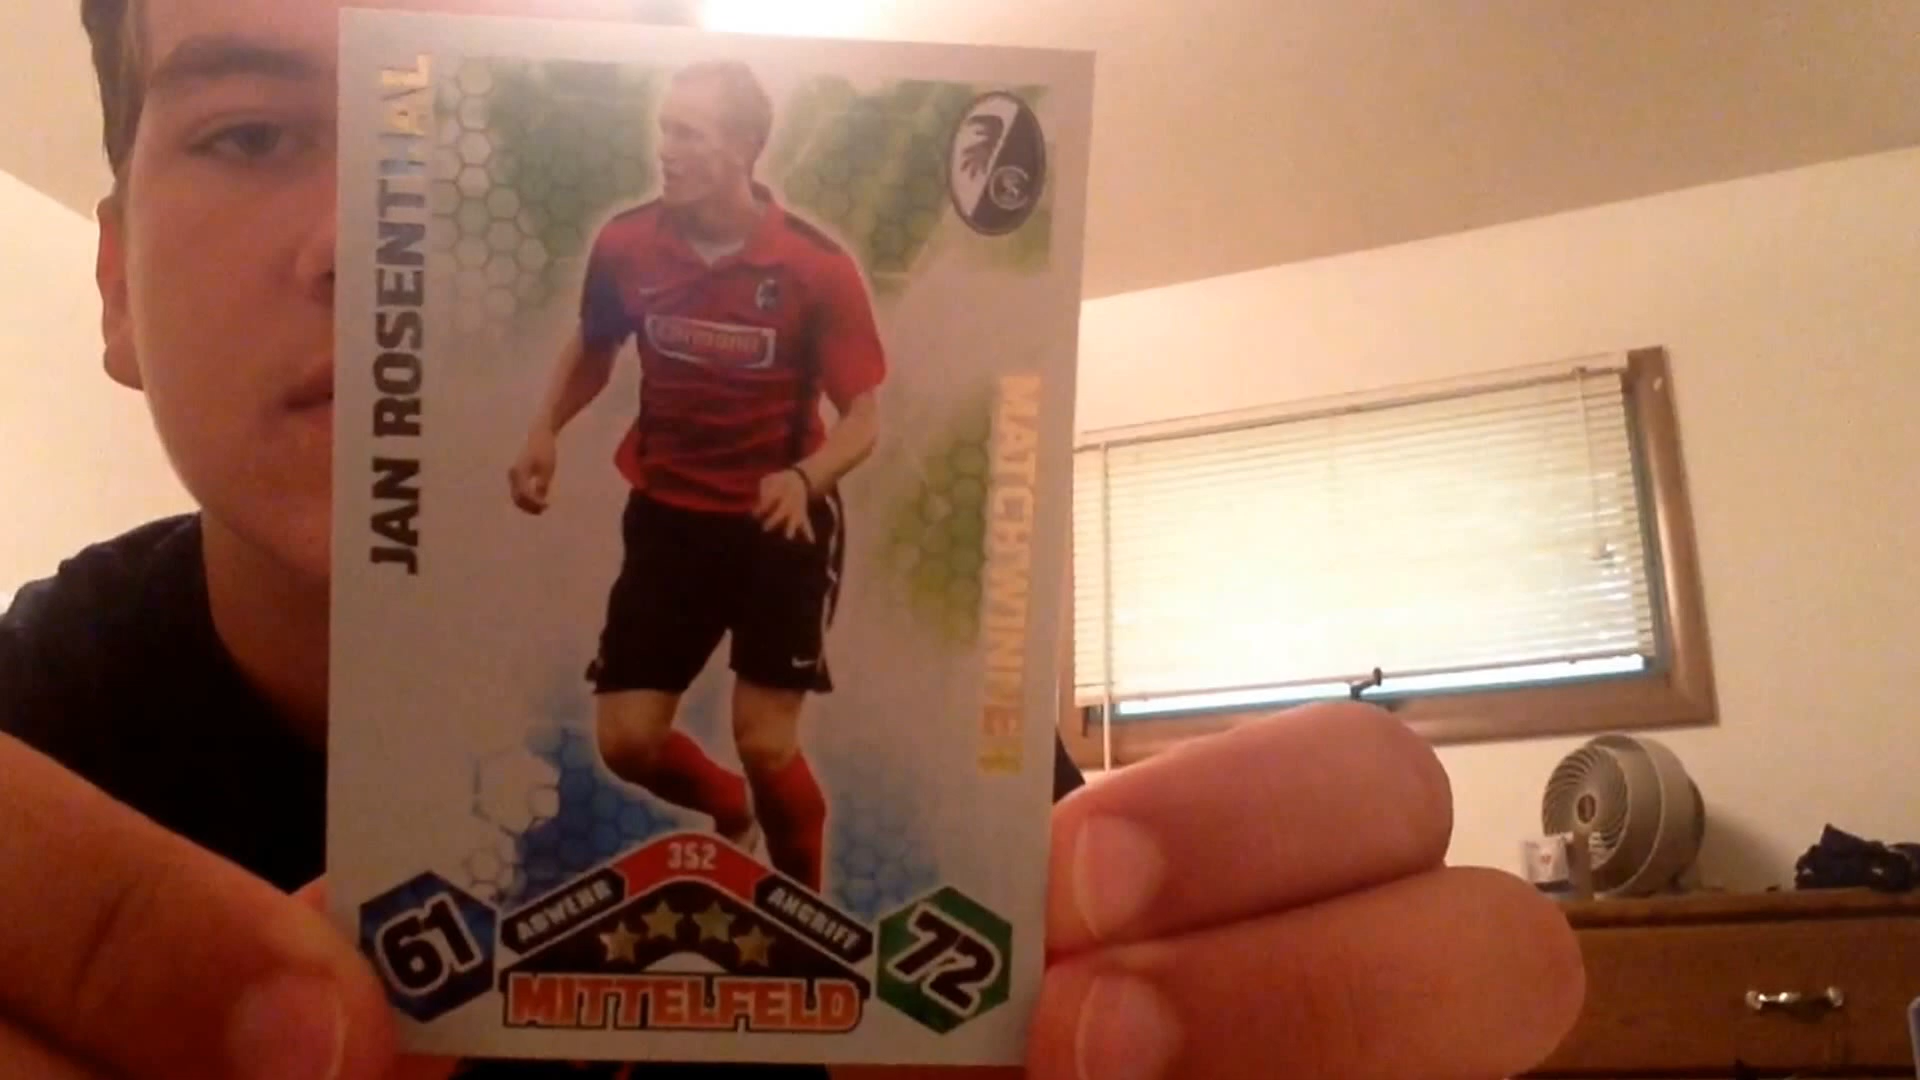 JAN ROSENTHAL
MATCHWINNER
352
ABWEHR
ANGRIFF
61
72
MITTELFELD